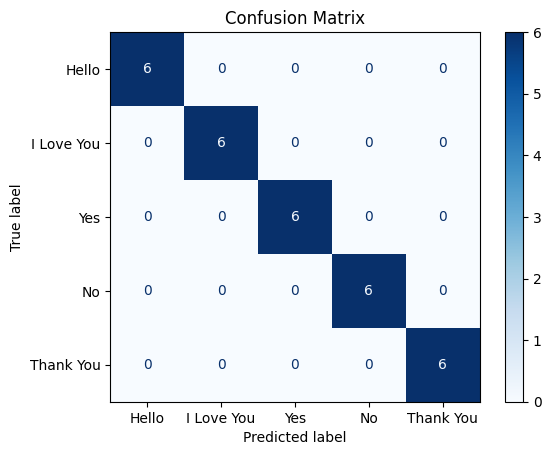 Confusion Matrix
True label
Hello 6 0 0 0 0
I Love You 0 6 0 0 0
Yes 0 0 6 0 0
No 0 0 0 6 0
Thank You 0 0 0 0 6
Hello I Love You Yes No Thank You
Predicted label
6
5
4
3
2
1
0